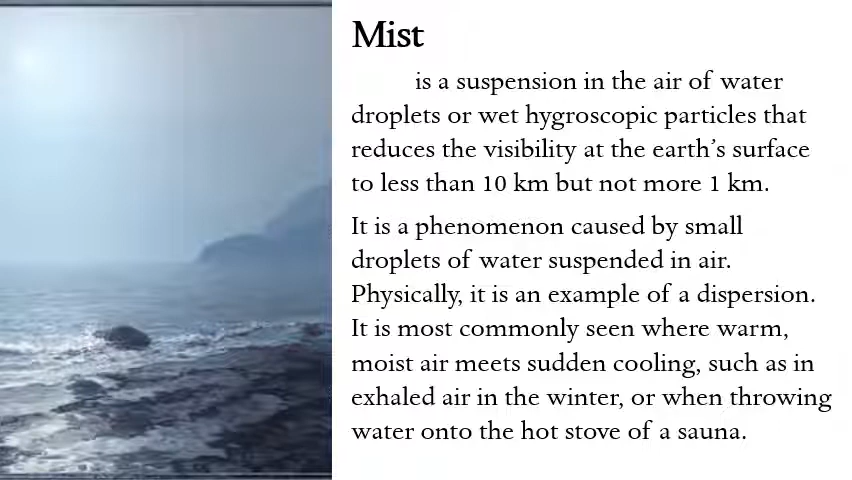 Mist
is a suspension in the air of water
droplets or wet hygroscopic particles that
reduces the visibility at the earth’s surface
to less than 10 km but not more 1 km.
It is a phenomenon caused by small
droplets of water suspended in air.
Physically, it is an example of a dispersion.
It is most commonly seen where warm,
moist air meets sudden cooling, such as in
exhaled air in the winter, or when throwing
water onto the hot stove of a sauna.